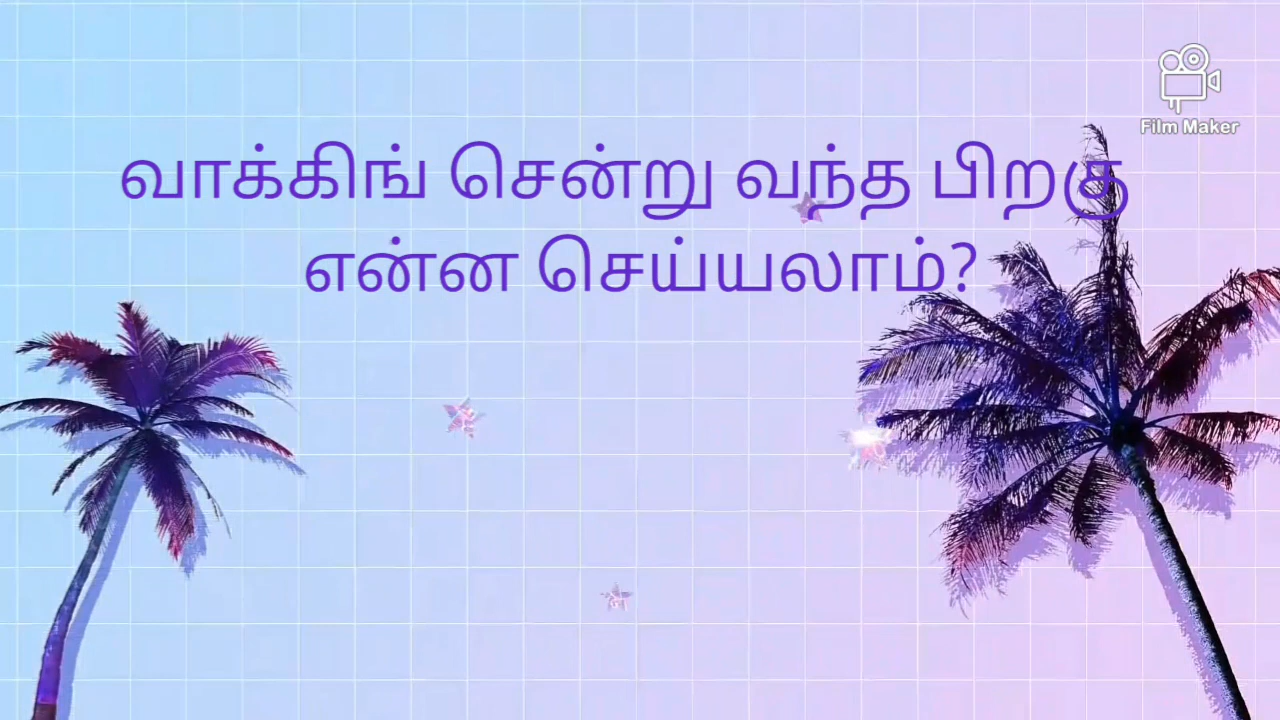 Film Maker
வாக்கிங் சென்று வந்த பிறகு
என்ன செய்யலாம்?